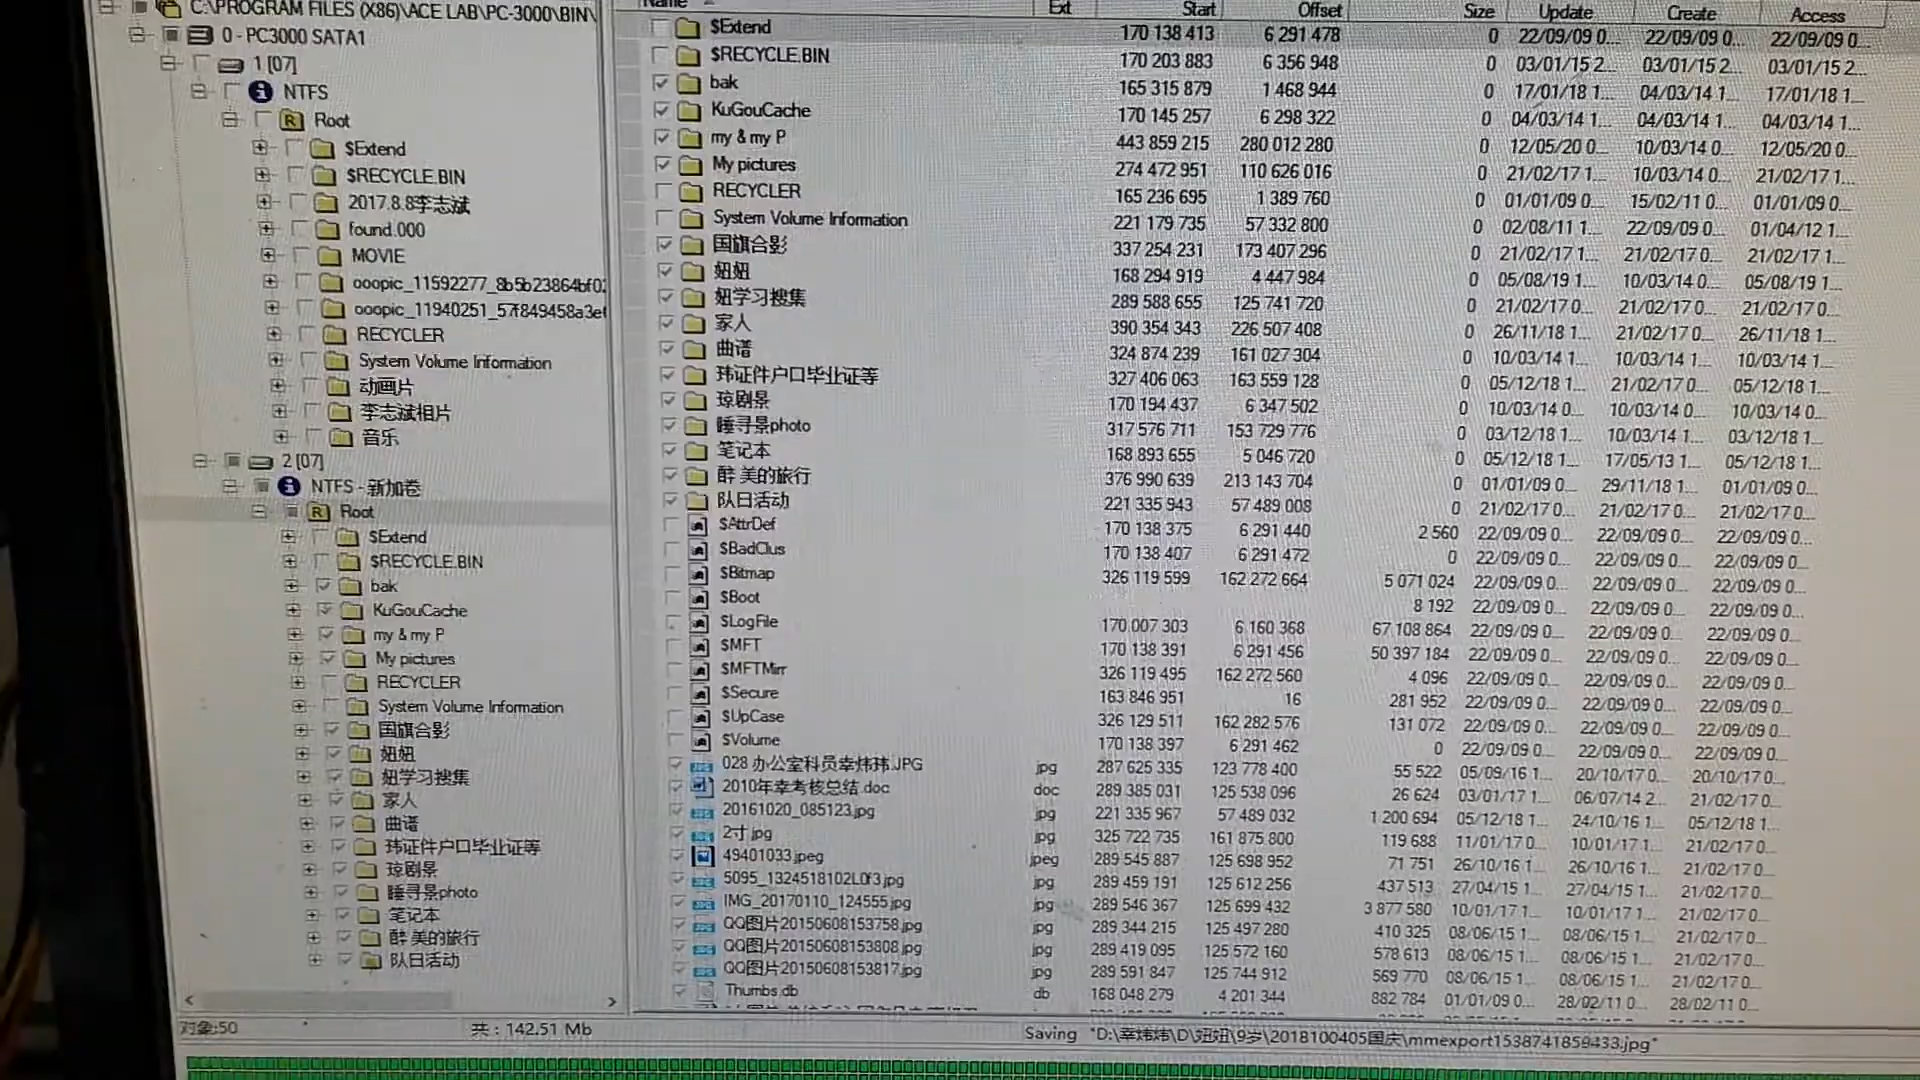 C:\PROGRAM FILES (X86)\ACE LAB\PC-3000\BIN\
0 - PC3000 SATA1
1 [07]
NTFS
Root
$Extend
$RECYCLE.BIN
2017.8.8李志斌
found.000
MOVIE
ooopic_11592277_8b5b23864bf02
ooopic_11940251_57f849458a3e
RECYCLER
System Volume Information
动画片
李志斌相片
音乐
2 [07]
NTFS - 新加卷
Root
$Extend
$RECYCLE.BIN
bak
KuGouCache
my & my P
My pictures
RECYCLER
System Volume Information
国旗合影
妞妞
妞学习搜集
家人
曲谱
玮证件户口毕业证等
琼剧景
睡寻景photo
笔记本
醉 美的旅行
队日活动
Name Ext Start Offset Size Update Create Access
$Extend 170 138 413 6 291 478 0 22/09/09 0... 22/09/09 0... 22/09/09 0...
$RECYCLE.BIN 170 203 883 6 356 948 0 03/01/15 2... 03/01/15 2... 03/01/15 2...
bak 165 315 879 1 468 944 0 17/01/18 1... 04/03/14 1... 17/01/18 1...
KuGouCache 170 145 257 6 298 322 0 04/03/14 1... 04/03/14 1... 04/03/14 1...
my & my P 443 859 215 280 012 280 0 12/05/20 0... 10/03/14 0... 12/05/20 0...
My pictures 274 472 951 110 626 016 0 21/02/17 1... 10/03/14 0... 21/02/17 1...
RECYCLER 165 236 695 1 389 760 0 01/01/09 0... 15/02/11 0... 01/01/09 0...
System Volume Information 221 179 735 57 332 800 0 02/08/11 1... 22/09/09 0... 01/04/12 1...
国旗合影 337 254 231 173 407 296 0 21/02/17 1... 21/02/17 0... 21/02/17 1...
妞妞 168 294 919 4 447 984 0 05/08/19 1... 10/03/14 0... 05/08/19 1...
妞学习搜集 289 588 655 125 741 720 0 21/02/17 0... 21/02/17 0... 21/02/17 0...
家人 390 354 343 226 507 408 0 26/11/18 1... 21/02/17 0... 26/11/18 1...
曲谱 324 874 239 161 027 304 0 10/03/14 1... 10/03/14 1... 10/03/14 1...
玮证件户口毕业证等 327 406 063 163 559 128 0 05/12/18 1... 21/02/17 0... 05/12/18 1...
琼剧景 170 194 437 6 347 502 0 10/03/14 0... 10/03/14 0... 10/03/14 0...
睡寻景photo 317 576 711 153 729 776 0 03/12/18 1... 10/03/14 1... 03/12/18 1...
笔记本 168 893 655 5 046 720 0 05/12/18 1... 17/05/13 1... 05/12/18 1...
醉 美的旅行 376 990 639 213 143 704 0 01/01/09 0... 29/11/18 1... 01/01/09 0...
队日活动 221 335 943 57 489 008 0 21/02/17 0... 21/02/17 0... 21/02/17 0...
$AttrDef 170 138 375 6 291 440 2 560 22/09/09 0... 22/09/09 0... 22/09/09 0...
$BadClus 170 138 407 6 291 472 0 22/09/09 0... 22/09/09 0... 22/09/09 0...
$Bitmap 326 119 599 162 272 664 5 071 024 22/09/09 0... 22/09/09 0... 22/09/09 0...
$Boot 8 192 22/09/09 0... 22/09/09 0... 22/09/09 0...
$LogFile 170 007 303 6 160 368 67 108 864 22/09/09 0... 22/09/09 0... 22/09/09 0...
$MFT 170 138 391 6 291 456 50 397 184 22/09/09 0... 22/09/09 0... 22/09/09 0...
$MFTMirr 326 119 495 162 272 560 4 096 22/09/09 0... 22/09/09 0... 22/09/09 0...
$Secure 163 846 951 16 281 952 22/09/09 0... 22/09/09 0... 22/09/09 0...
$UpCase 326 129 511 162 282 576 131 072 22/09/09 0... 22/09/09 0... 22/09/09 0...
$Volume 170 138 397 6 291 462 0 22/09/09 0... 22/09/09 0... 22/09/09 0...
028 办公室科员幸炜玮.JPG jpg 287 625 335 123 778 400 55 522 05/09/16 1... 20/10/17 0... 20/10/17 0...
2010年幸考核总结.doc doc 289 385 031 125 538 096 26 624 03/01/17 1... 06/07/14 2... 21/02/17 0...
20161020_085123.jpg jpg 221 335 967 57 489 032 1 200 694 05/12/18 1... 24/10/16 1... 05/12/18 1...
2寸.jpg jpg 325 722 735 161 875 800 119 688 11/01/17 0... 10/01/17 1... 21/02/17 0...
49401033.jpeg jpeg 289 545 887 125 698 952 71 751 26/10/16 1... 26/10/16 1... 21/02/17 0...
5095_1324518102L0f3.jpg jpg 289 459 191 125 612 256 437 513 27/04/15 1... 27/04/15 1... 21/02/17 0...
IMG_20170110_124555.jpg jpg 289 546 367 125 699 432 3 877 580 10/01/17 1... 10/01/17 1... 21/02/17 0...
QQ图片20150608153758.jpg jpg 289 344 215 125 497 280 410 325 08/06/15 1... 08/06/15 1... 21/02/17 0...
QQ图片20150608153808.jpg jpg 289 419 095 125 572 160 578 613 08/06/15 1... 08/06/15 1... 21/02/17 0...
QQ图片20150608153817.jpg jpg 289 591 847 125 744 912 569 770 08/06/15 1... 08/06/15 1... 21/02/17 0...
Thumbs.db db 168 048 279 4 201 344 882 784 01/01/09 0... 28/02/11 0... 28/02/11 0...
对象:50 共 : 142.51 Mb Saving "D:\幸炜炜\D\妞妞\9岁\2018100405国庆\mmexport1538741859433.jpg"